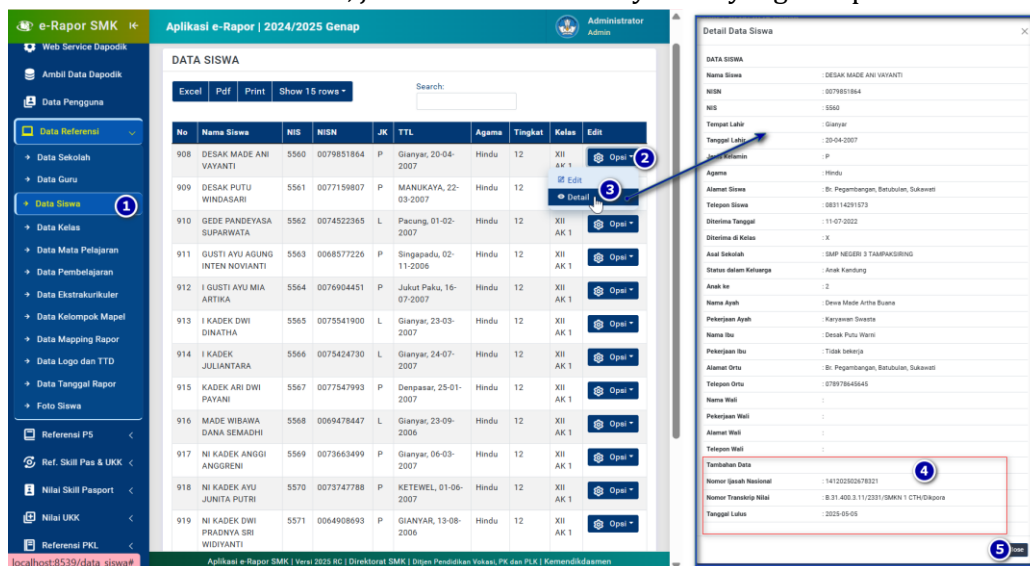 e-Rapor SMK
Web Service Dapodik
Ambil Data Dapodik
Data Pengguna
Data Referensi
Data Sekolah
Data Guru
Data Siswa 1
Data Kelas
Data Mata Pelajaran
Data Pembelajaran
Data Ekstrakurikuler
Data Kelompok Mapel
Data Mapping Rapor
Data Logo dan TTD
Data Tanggal Rapor
Foto Siswa
Referensi P5
Ref. Skill Pas & UKK
Nilai Skill Pasport
Nilai UKK
Referensi PKL
localhost:8539/data_siswa#
Aplikasi e-Rapor | 2024/2025 Genap
Administrator
Admin
DATA SISWA
Excel Pdf Print Show 15 rows
Search:
No Nama Siswa NIS NISN JK TTL Agama Tingkat Kelas Edit
908 DESAK MADE ANI VAYANTI 5560 0079851864 P Gianyar, 20-04-2007 Hindu 12 XII AK 1 Opsi 2
Edit
Detail 3
909 DESAK PUTU WINDASARI 5561 0077159807 P MANUKAYA, 22-03-2007 Hindu 12
910 GEDE PANDEYASA SUPARWATA 5562 0074522365 L Pacung, 01-02-2007 Hindu 12 XII AK 1 Opsi
911 GUSTI AYU AGUNG INTEN NOVIANTI 5563 0068577226 P Singapadu, 02-11-2006 Hindu 12 XII AK 1 Opsi
912 I GUSTI AYU MIA ARTIKA 5564 0076904451 P Jukut Paku, 16-07-2007 Hindu 12 XII AK 1 Opsi
913 I KADEK DWI DINATHA 5565 0075541900 L Gianyar, 23-03-2007 Hindu 12 XII AK 1 Opsi
914 I KADEK JULIANTARA 5566 0075424730 L Gianyar, 24-07-2007 Hindu 12 XII AK 1 Opsi
915 KADEK ARI DWI PAYANI 5567 0077547993 P Denpasar, 25-01-2007 Hindu 12 XII AK 1 Opsi
916 MADE WIBAWA DANA SEMADHI 5568 0069478447 L Gianyar, 23-09-2006 Hindu 12 XII AK 1 Opsi
917 NI KADEK ANGGI ANGGRENI 5569 0073663499 P Gianyar, 06-03-2007 Hindu 12 XII AK 1 Opsi
918 NI KADEK AYU JUNITA PUTRI 5570 0073747788 P KETEWEL, 01-06-2007 Hindu 12 XII AK 1 Opsi
919 NI KADEK DWI PRADNYA SRI WIDIYANTI 5571 0064908693 P GIANYAR, 13-08-2006 Hindu 12 XII AK 1 Opsi
Aplikasi e-Rapor SMK | Versi 2025 RC | Direktorat SMK | Ditjen Pendidikan Vokasi, PK dan PLK | Kemendikdasmen
Detail Data Siswa
DATA SISWA
Nama Siswa : DESAK MADE ANI VAYANTI
NISN : 0079851864
NIS : 5560
Tempat Lahir : Gianyar
Tanggal Lahir : 20-04-2007
Jenis Kelamin : P
Agama : Hindu
Alamat Siswa : Br. Pegambangan, Batubulan, Sukawati
Telepon Siswa : 083114291573
Diterima Tanggal : 11-07-2022
Diterima di Kelas : X
Asal Sekolah : SMP NEGERI 3 TAMPAKSIRING
Status dalam Keluarga : Anak Kandung
Anak ke : 2
Nama Ayah : Dewa Made Artha Buana
Pekerjaan Ayah : Karyawan Swasta
Nama Ibu : Desak Putu Warni
Pekerjaan Ibu : Tidak bekerja
Alamat Ortu : Br. Pegambangan, Batubulan, Sukawati
Telepon Ortu : 078978645645
Nama Wali :
Pekerjaan Wali :
Alamat Wali :
Telepon Wali :
Tambahan Data 4
Nomor Ijasah Nasional : 141202502678321
Nomor Transkrip Nilai : B.31.400.3.11/2331/SMKN 1 CTH/Dikpora
Tanggal Lulus : 2025-05-05
5